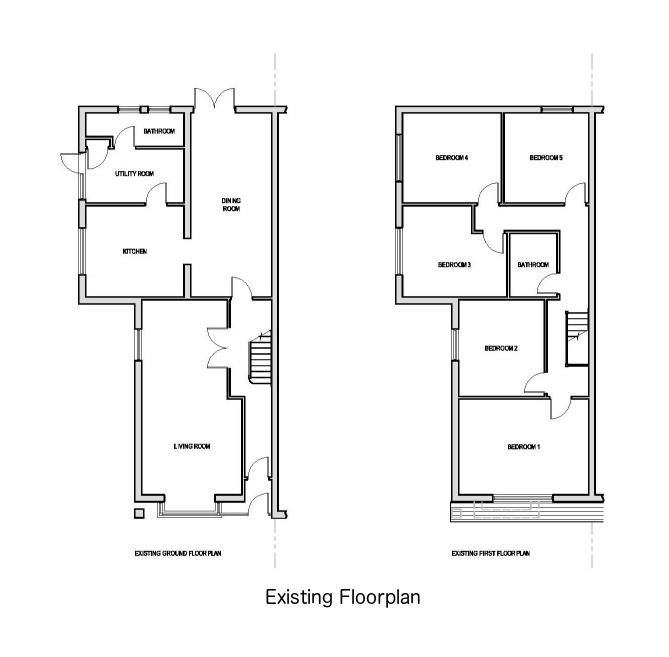 BATHROOM
UTILITY ROOM
DINING
ROOM
KITCHEN
LIVING ROOM
EXISTING GROUND FLOOR PLAN
BEDROOM 4
BEDROOM 5
BEDROOM 3
BATHROOM
BEDROOM 2
BEDROOM 1
EXISTING FIRST FLOOR PLAN
Existing Floorplan